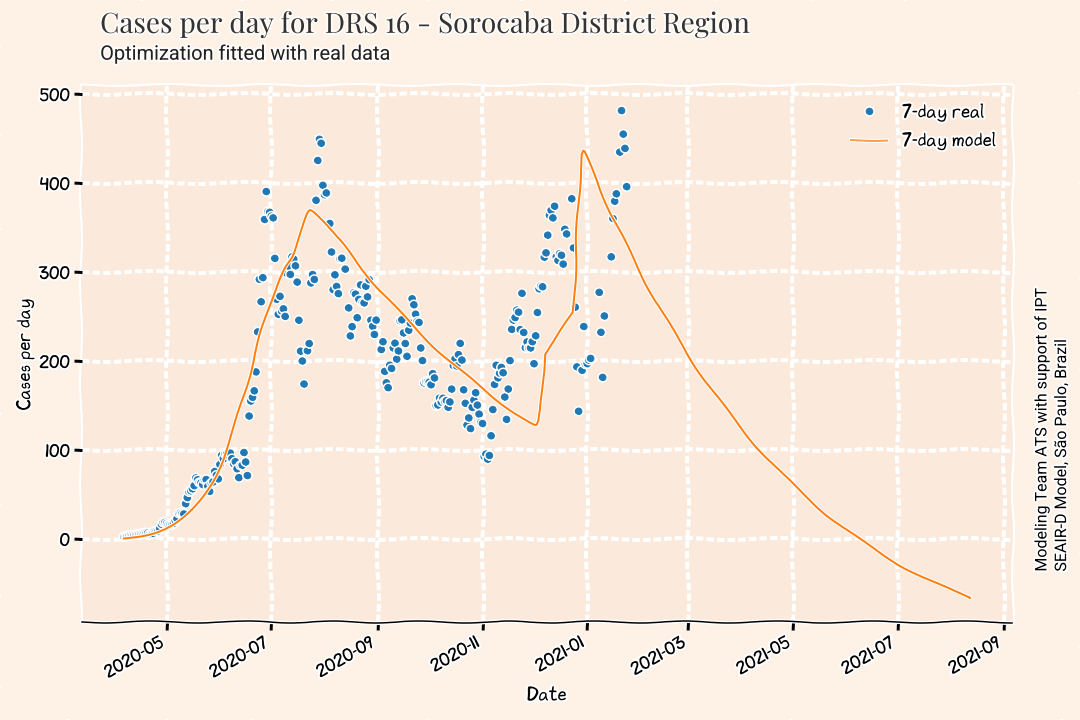 Cases per day for DRS 16 - Sorocaba District Region
Optimization fitted with real data
500
400
300
200
100
0
Cases per day
7-day real
7-day model
2020-05
2020-07
2020-09
2020-11
2021-01
2021-03
2021-05
2021-07
2021-09
Date
Modeling Team ATS with support of IPT
SEAIR-D Model, São Paulo, Brazil